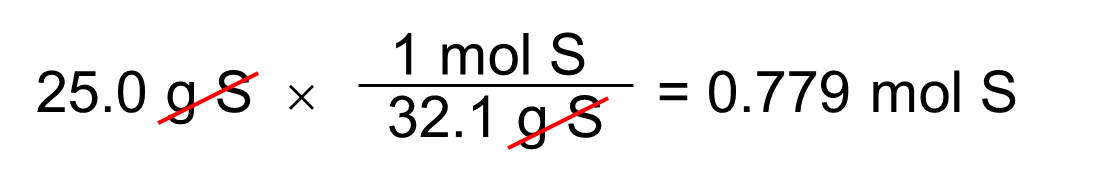 25.0 g S × 1 mol S / 32.1 g S = 0.779 mol S